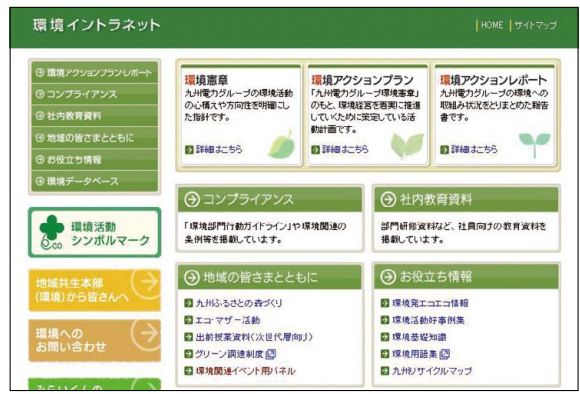 環境イントラネット
HOME
サイトマップ
環境アクションプランレポート
コンプライアンス
社内教育資料
地域の皆さまとともに
お役立ち情報
環境データベース
環境憲章
九州電力グループの環境活動
の心構えや方向性を明確にし
た指針です。
詳細はこちら
環境アクションプラン
「九州電力グループ環境憲章」
のもと、環境経営を着実に推進
していくために策定している活
動計画です。
詳細はこちら
環境アクションレポート
九州電力グループの環境への
取組み状況をとりまとめた報告
書です。
詳細はこちら
コンプライアンス
「環境部門行動ガイドライン」や環境関連の
条例等を掲載しています。
社内教育資料
部門研修資料など、社員向けの教育資料を
掲載しています。
環境活動
シンボルマーク
eco
地域共生本部
(環境)から皆さんへ
環境への
お問い合わせ
地域の皆さまとともに
九州ふるさとの森づくり
エコ・マザー活動
出前授業資料(次世代層向け)
グリーン調達制度
環境関連イベント用パネル
お役立ち情報
環境発エコエコ情報
環境活動好事例集
環境基礎知識
環境用語集
九州リサイクルマップ